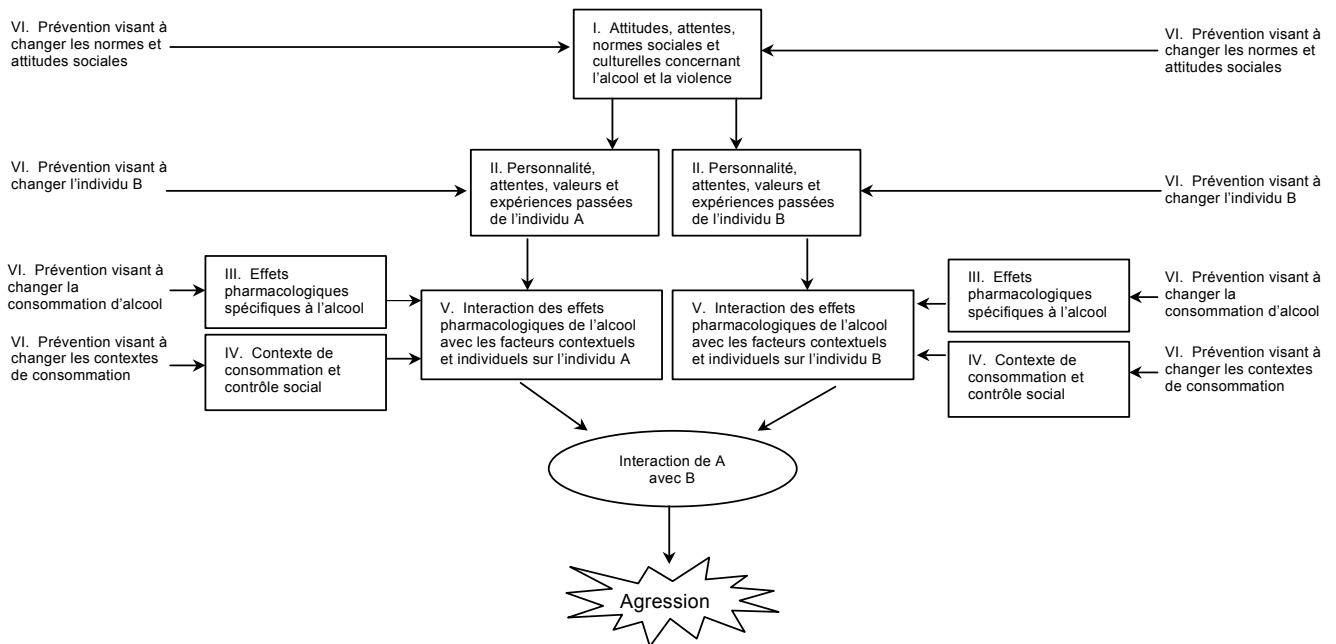 VI. Prévention visant à
changer les normes et
attitudes sociales
I. Attitudes, attentes,
normes sociales et
culturelles concernant
l'alcool et la violence
VI. Prévention visant à
changer les normes et
attitudes sociales
VI. Prévention visant à
changer l'individu B
II. Personnalité,
attentes, valeurs et
expériences passées
de l'individu A
II. Personnalité,
attentes, valeurs et
expériences passées
de l'individu B
VI. Prévention visant à
changer l'individu B
VI. Prévention visant à
changer la
consommation d'alcool
III. Effets
pharmacologiques
spécifiques à l'alcool
V. Interaction des effets
pharmacologiques de l'alcool
avec les facteurs contextuels
et individuels sur l'individu A
V. Interaction des effets
pharmacologiques de l'alcool
avec les facteurs contextuels
et individuels sur l'individu B
III. Effets
pharmacologiques
spécifiques à l'alcool
VI. Prévention visant à
changer la
consommation d'alcool
VI. Prévention visant à
changer les contextes
de consommation
IV. Contexte de
consommation et
contrôle social
IV. Contexte de
consommation et
contrôle social
VI. Prévention visant à
changer les contextes
de consommation
Interaction de A
avec B
Agression